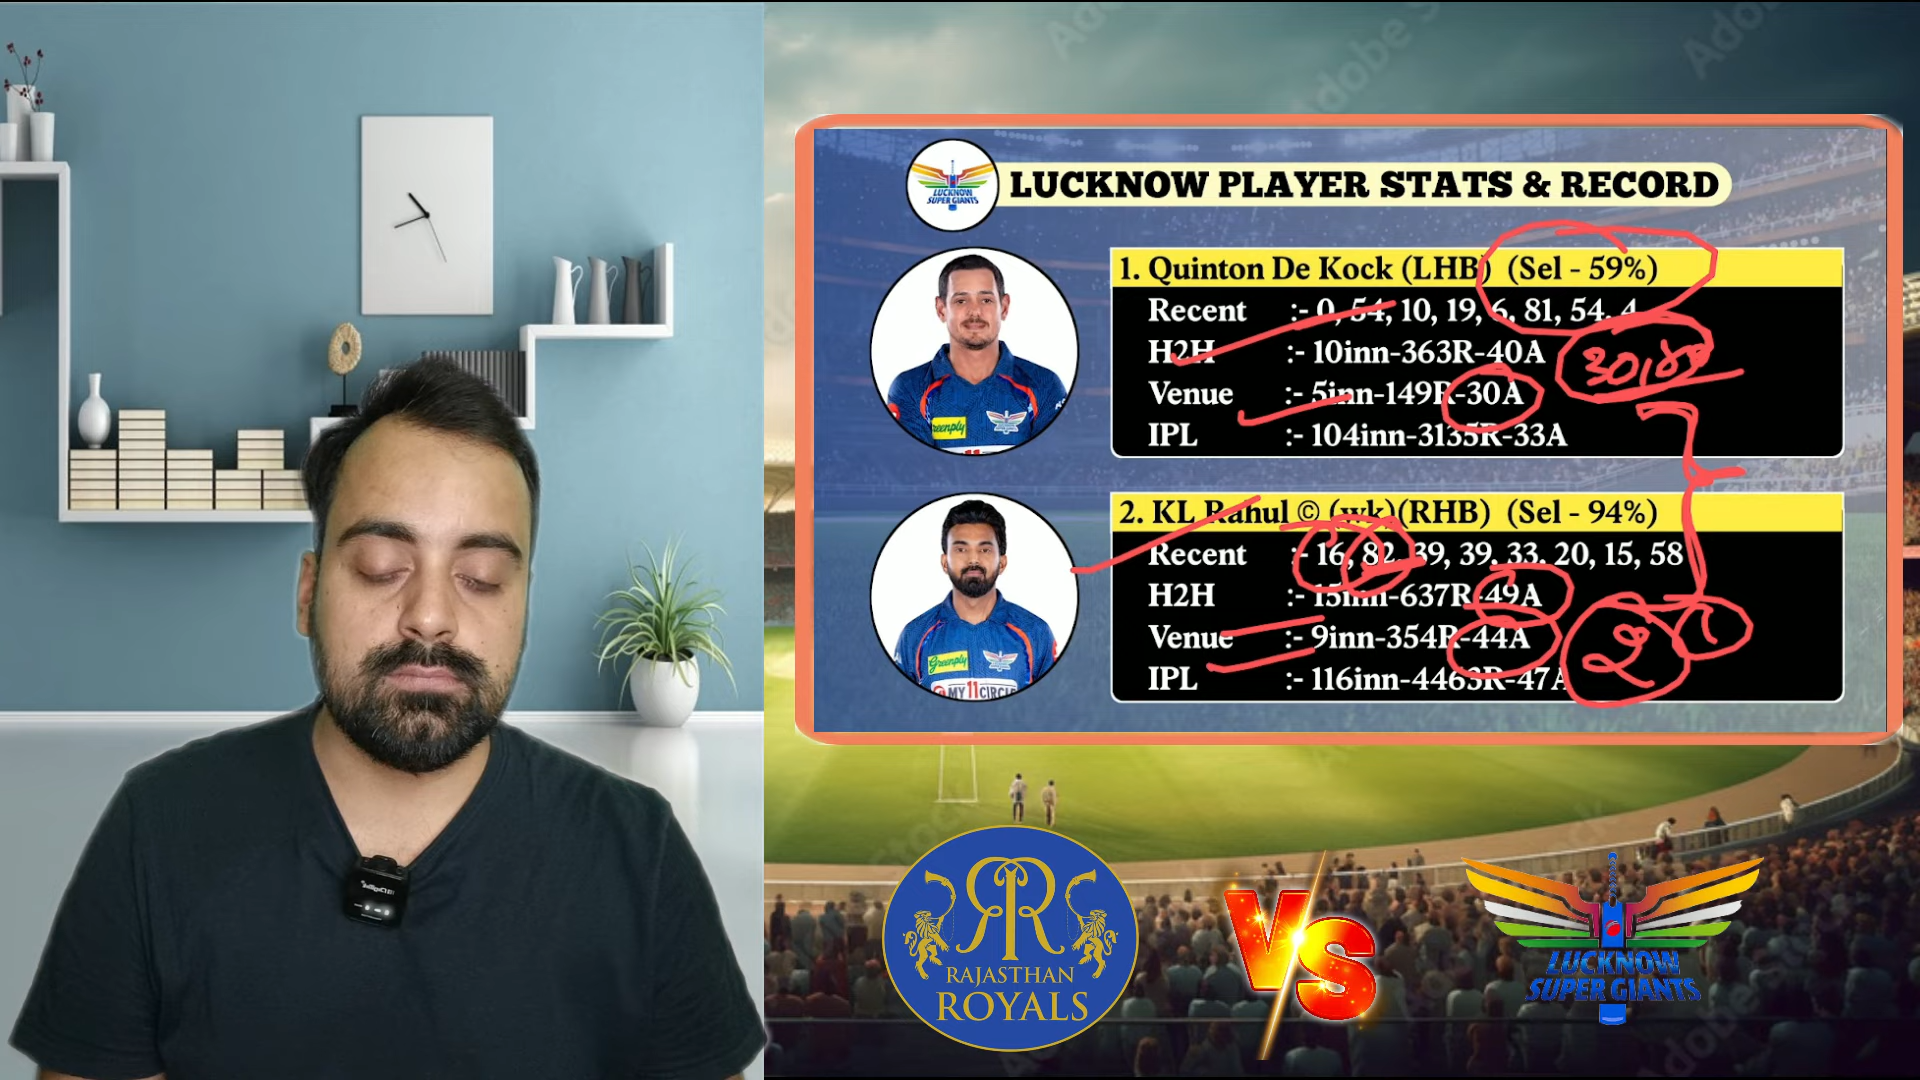 LUCKNOW
SUPER GIANTS
LUCKNOW PLAYER STATS & RECORD
1. Quinton De Kock (LHB) (Sel - 59%)
Recent :- 0, 54, 10, 19, 6, 81, 54, 4
H2H :- 10inn-363R-40A
Venue :- 5inn-149R-30A
IPL :- 104inn-3135R-33A
2. KL Rahul © (wk)(RHB) (Sel - 94%)
Recent :- 16, 82, 39, 39, 33, 20, 15, 58
H2H :- 15inn-637R-49A
Venue :- 9inn-354R-44A
IPL :- 116inn-4463R-47A
Greenply
MY11CIRCLE
RAJASTHAN
ROYALS
VS
LUCKNOW
SUPER GIANTS